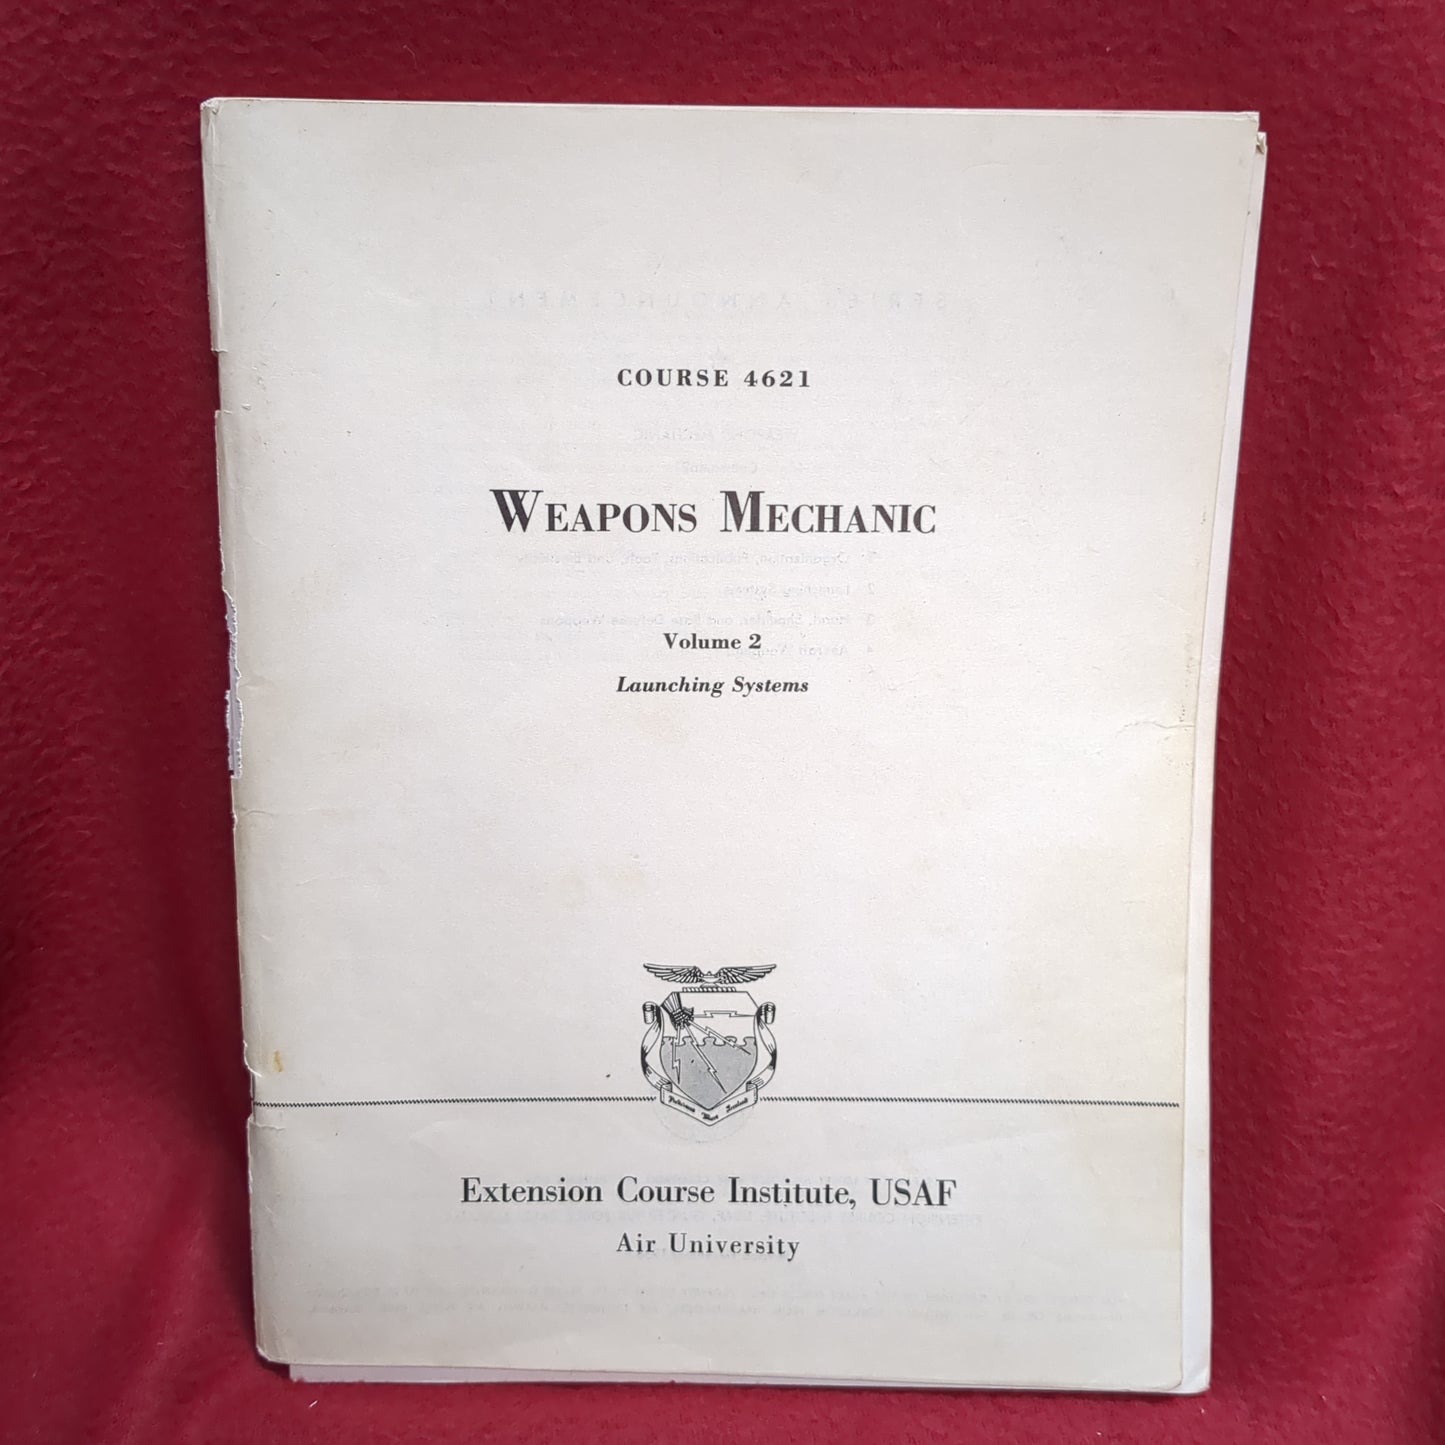 COURSE 4621
WEAPONS MECHANIC
Volume 2
Launching Systems
Extension Course Institute, USAF
Air University